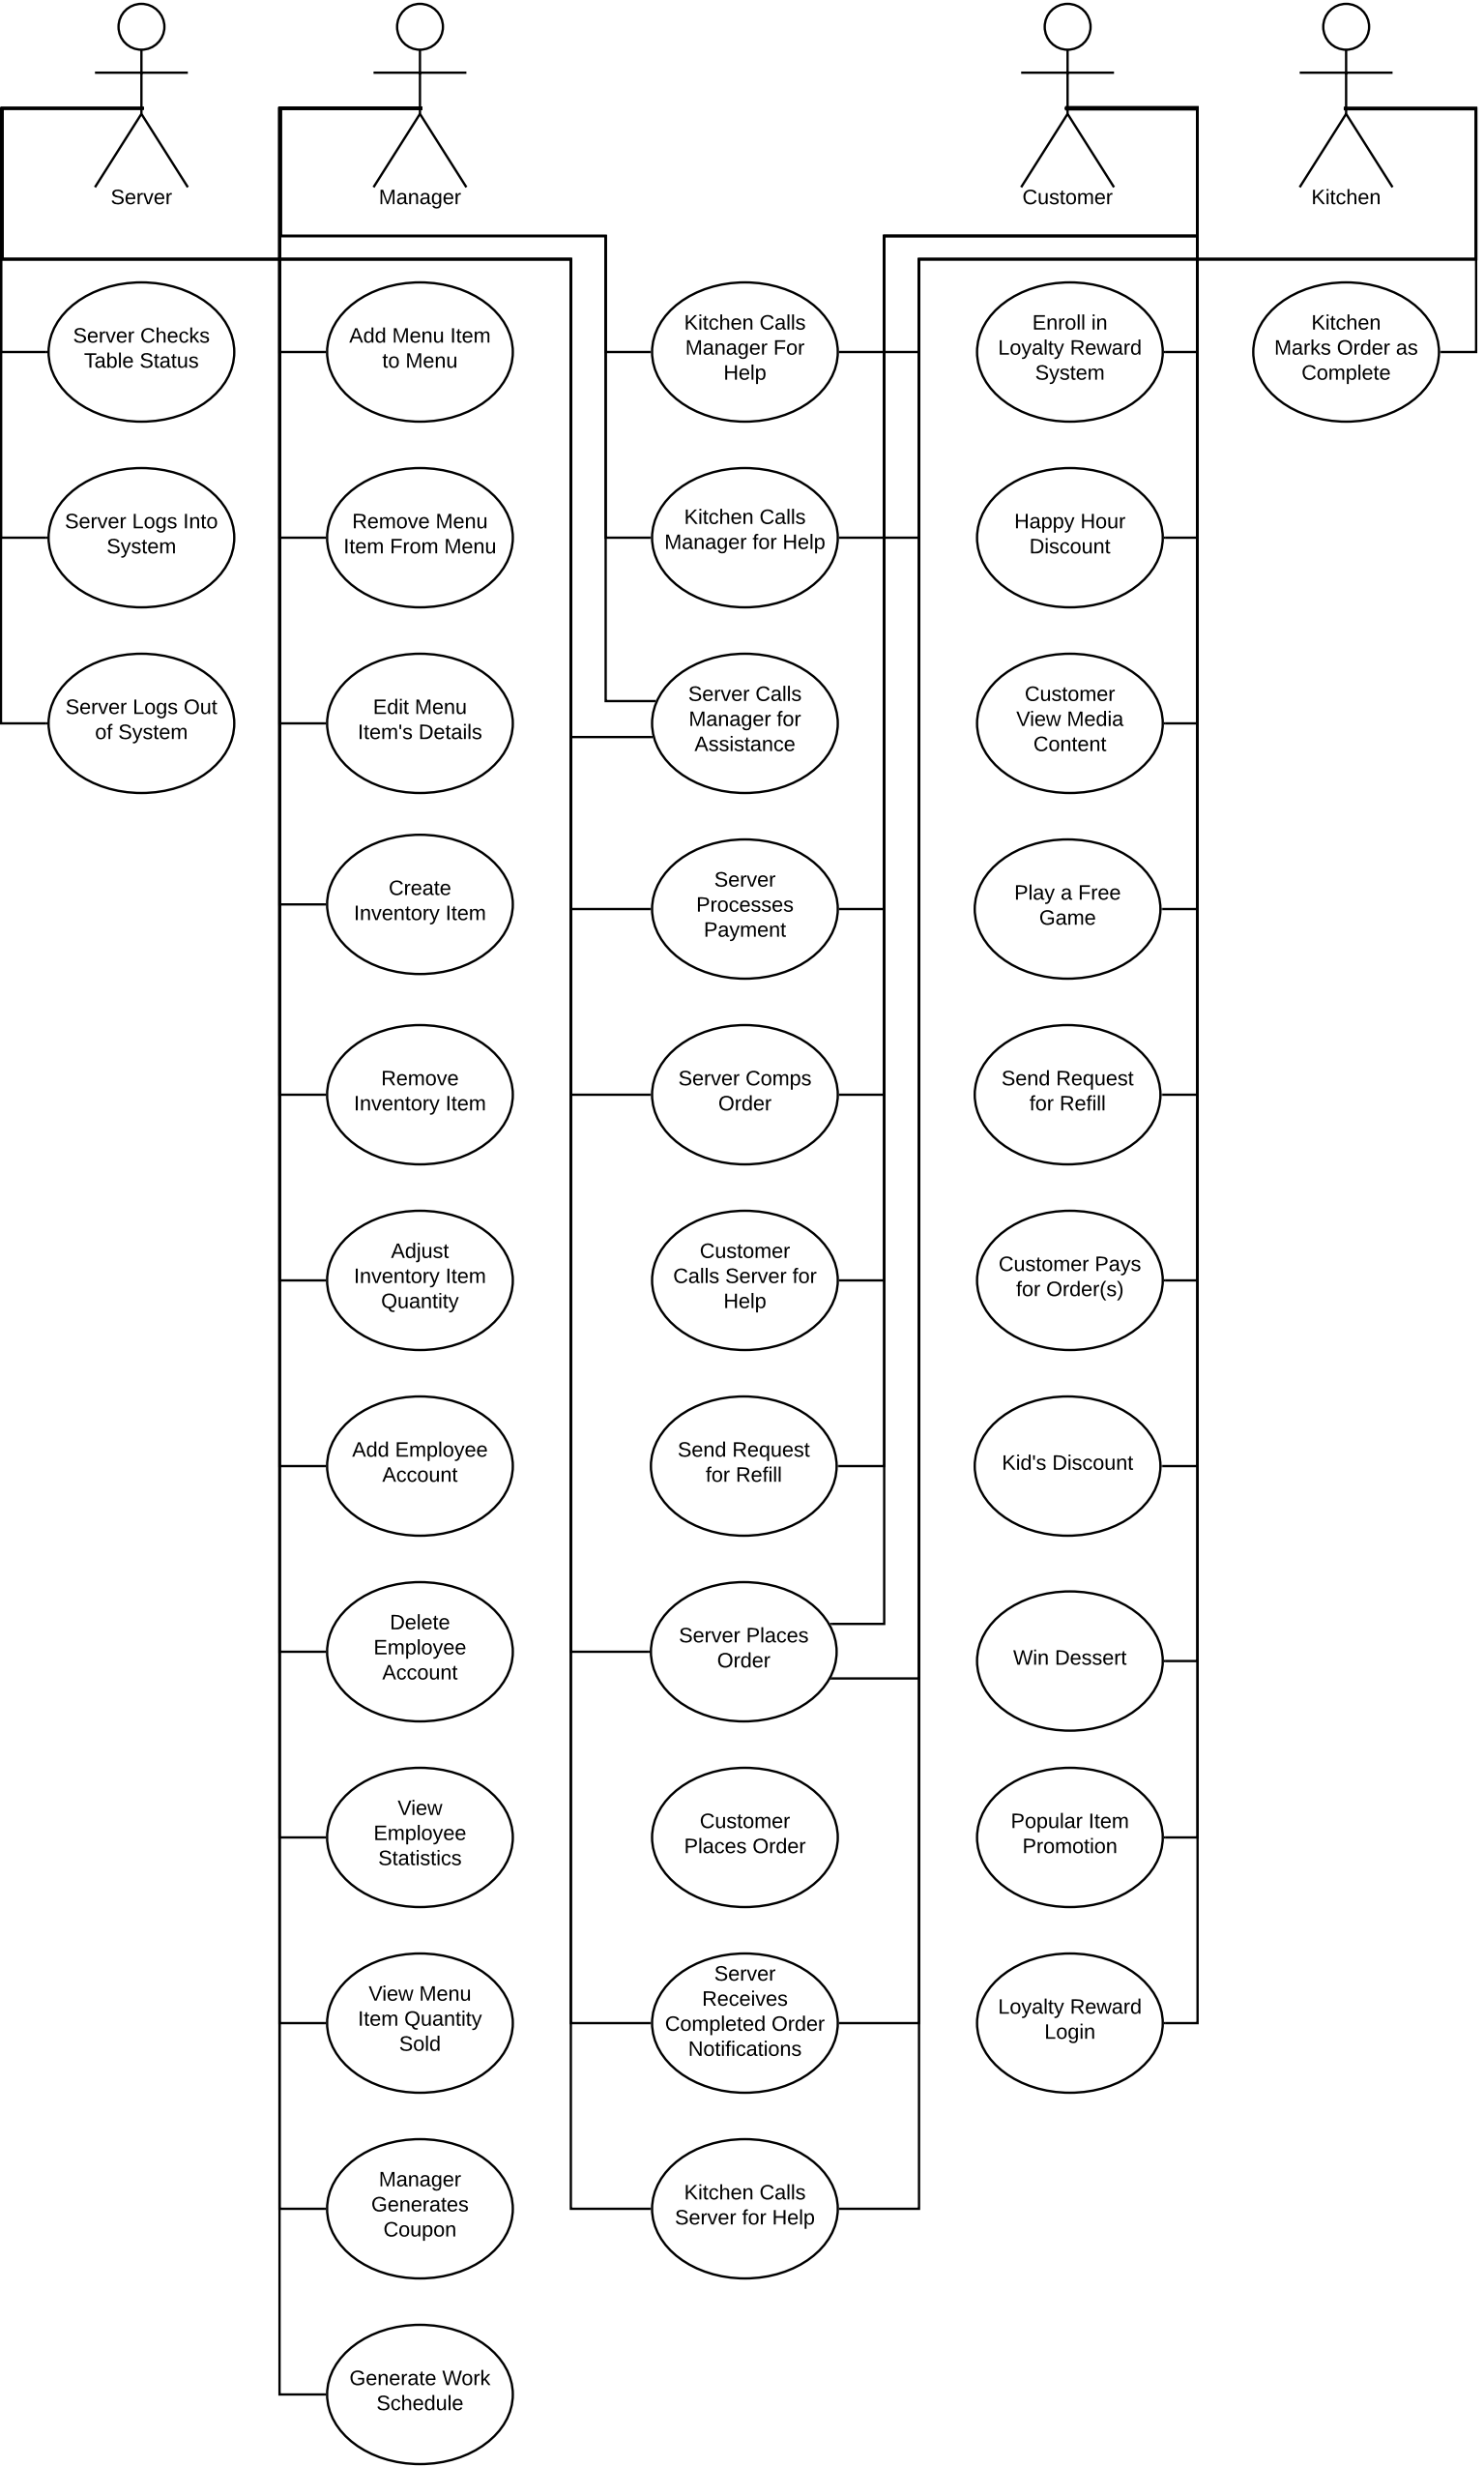 Server
Manager
Customer
Kitchen
Server Checks
Table Status
Add Menu Item
to Menu
Kitchen Calls
Manager For
Help
Enroll in
Loyalty Reward
System
Kitchen
Marks Order as
Complete
Server Logs Into
System
Remove Menu
Item From Menu
Kitchen Calls
Manager for Help
Happy Hour
Discount
Server Logs Out
of System
Edit Menu
Item's Details
Server Calls
Manager for
Assistance
Customer
View Media
Content
Create
Inventory Item
Server
Processes
Payment
Play a Free
Game
Remove
Inventory Item
Server Comps
Order
Send Request
for Refill
Adjust
Inventory Item
Quantity
Customer
Calls Server for
Help
Customer Pays
for Order(s)
Add Employee
Account
Send Request
for Refill
Kid's Discount
Delete
Employee
Account
Server Places
Order
Win Dessert
View
Employee
Statistics
Customer
Places Order
Popular Item
Promotion
View Menu
Item Quantity
Sold
Server
Receives
Completed Order
Notifications
Loyalty Reward
Login
Manager
Generates
Coupon
Kitchen Calls
Server for Help
Generate Work
Schedule